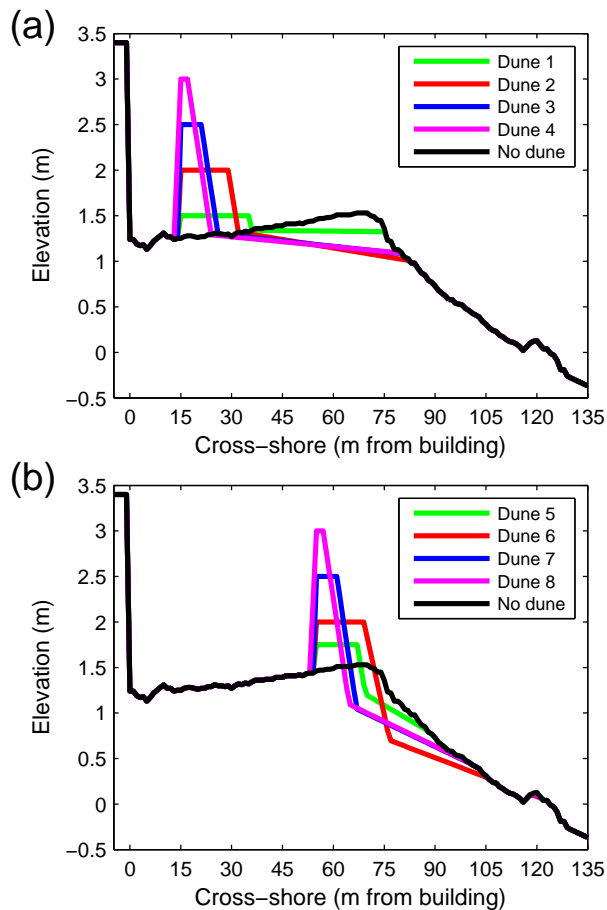 (a)
3.5
3
2.5
2
1.5
1
0.5
0
−0.5
Elevation (m)
Dune 1
Dune 2
Dune 3
Dune 4
No dune
0 15 30 45 60 75 90 105 120 135
Cross−shore (m from building)
(b)
3.5
3
2.5
2
1.5
1
0.5
0
−0.5
Elevation (m)
Dune 5
Dune 6
Dune 7
Dune 8
No dune
0 15 30 45 60 75 90 105 120 135
Cross−shore (m from building)